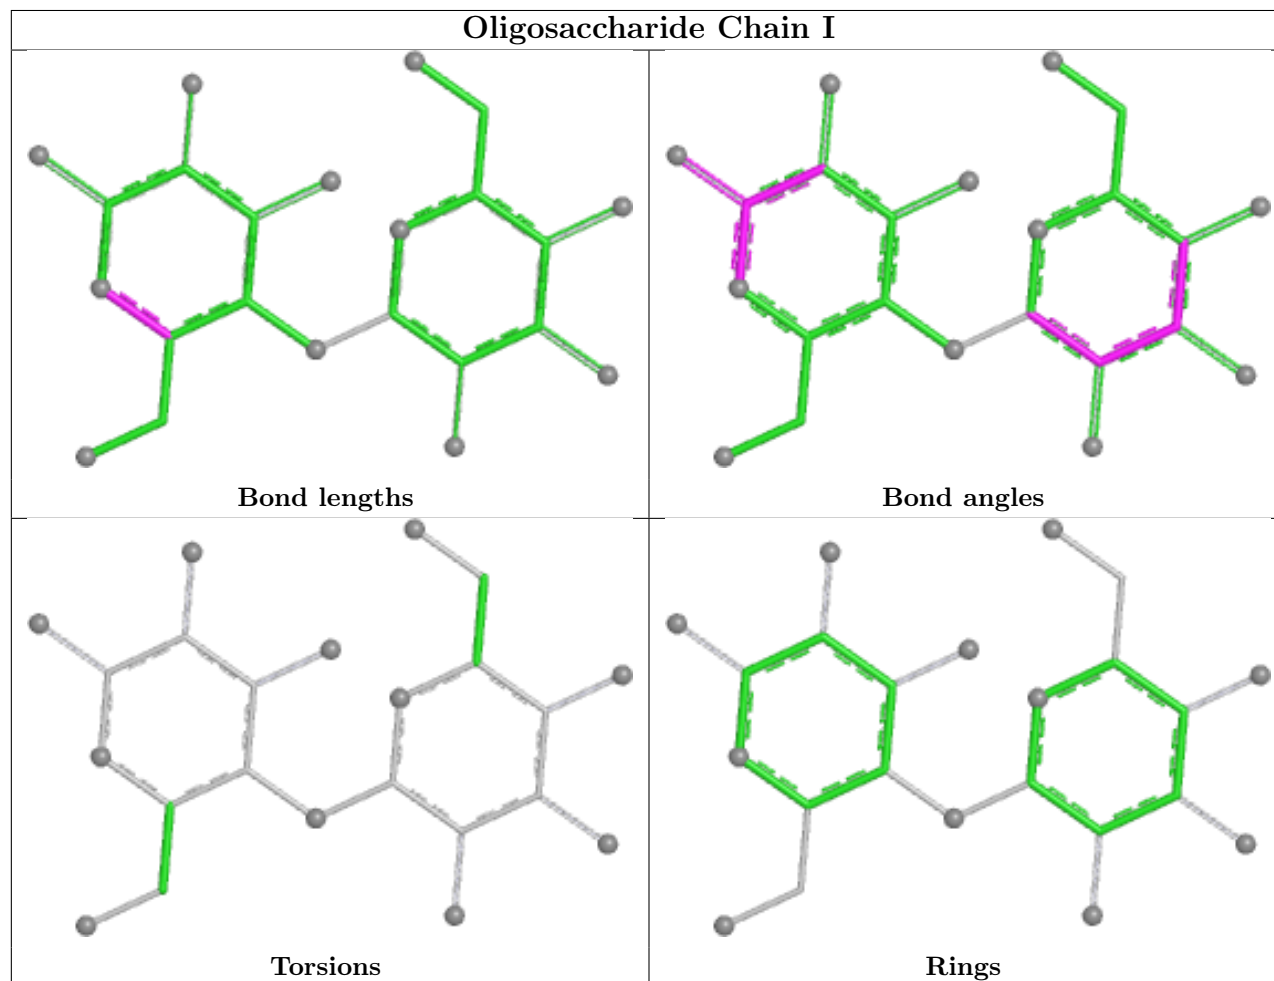 Oligosaccharide Chain I
Bond lengths
Bond angles
Torsions
Rings